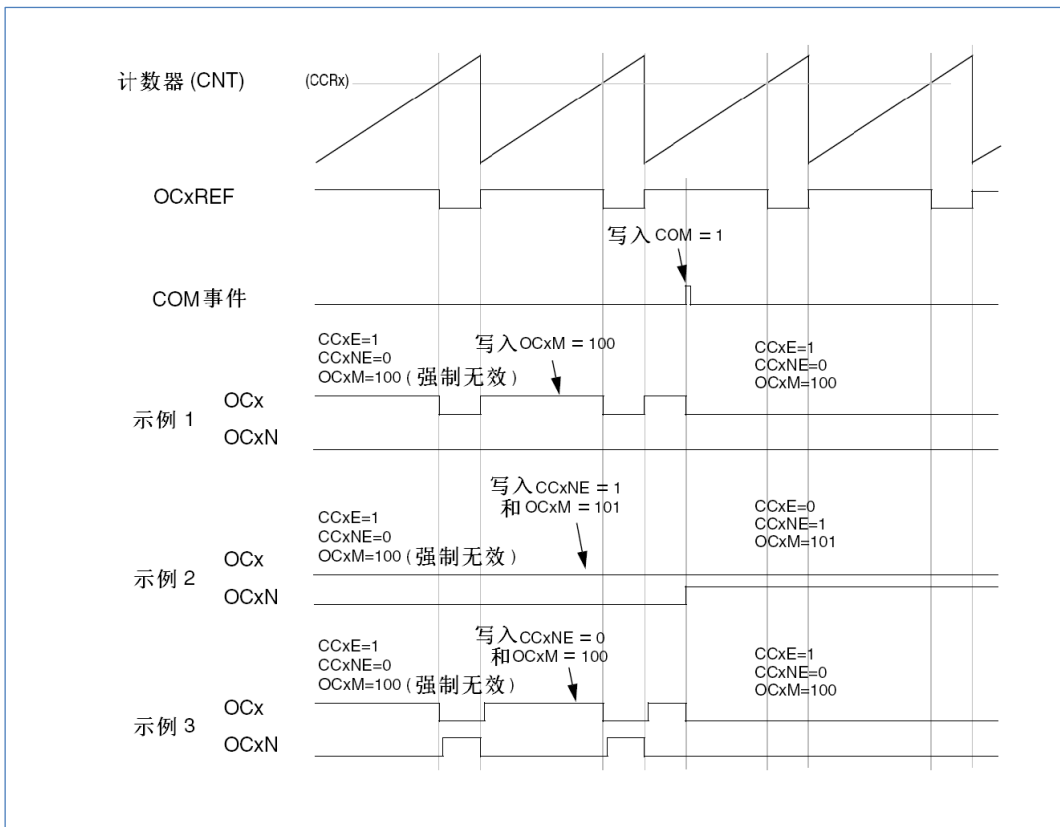 计数器 (CNT)
(CCRx)
OCxREF
写入 COM = 1
COM 事件
CCxE=1
CCxNE=0
OCxM=100 ( 强制无效 )
写入 OCxM = 100
CCxE=1
CCxNE=0
OCxM=100
示例 1
OCx
OCxN
写入 CCxNE = 1
和 OCxM = 101
CCxE=1
CCxNE=0
OCxM=100 ( 强制无效 )
CCxE=0
CCxNE=1
OCxM=101
示例 2
OCx
OCxN
写入 CCxNE = 0
和OCxM = 100
CCxE=1
CCxNE=0
OCxM=100 ( 强制无效 )
CCxE=1
CCxNE=0
OCxM=100
示例 3
OCx
OCxN